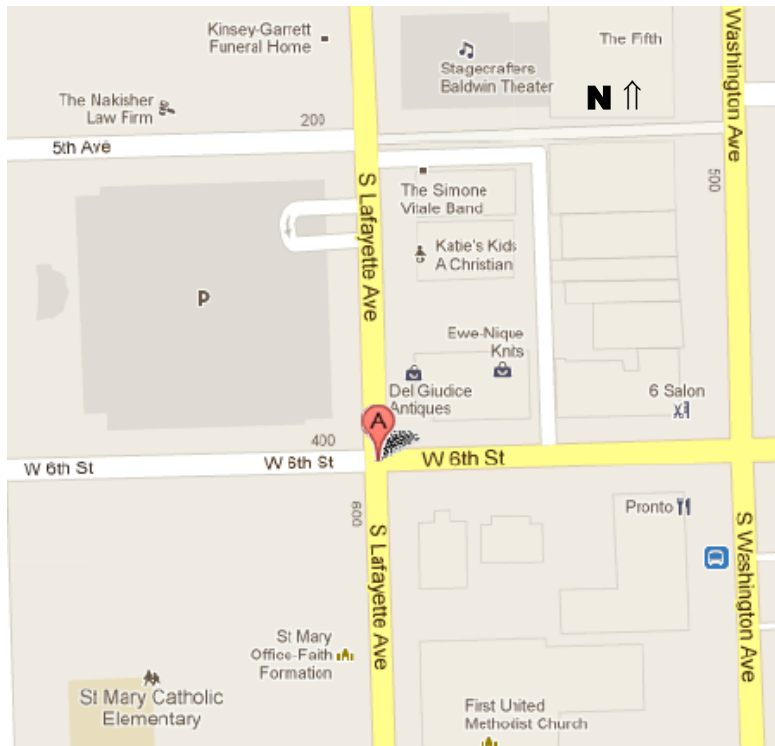 Kinsey-Garrett
Funeral Home
Stagecrafters
Baldwin Theater
The Fifth
N
Washington Ave
The Nakisher
Law Firm
200
5th Ave
500
S Lafayette Ave
The Simone
Vitale Band
Katie's Kids
A Christian
P
Ewe-Nique
Knits
Del Giudice
Antiques
6 Salon
A
400
W 6th St
W 6th St
W 6th St
600
Pronto
S Lafayette Ave
S Washington Ave
St Mary
Office-Faith
Formation
St Mary Catholic
Elementary
First United
Methodist Church